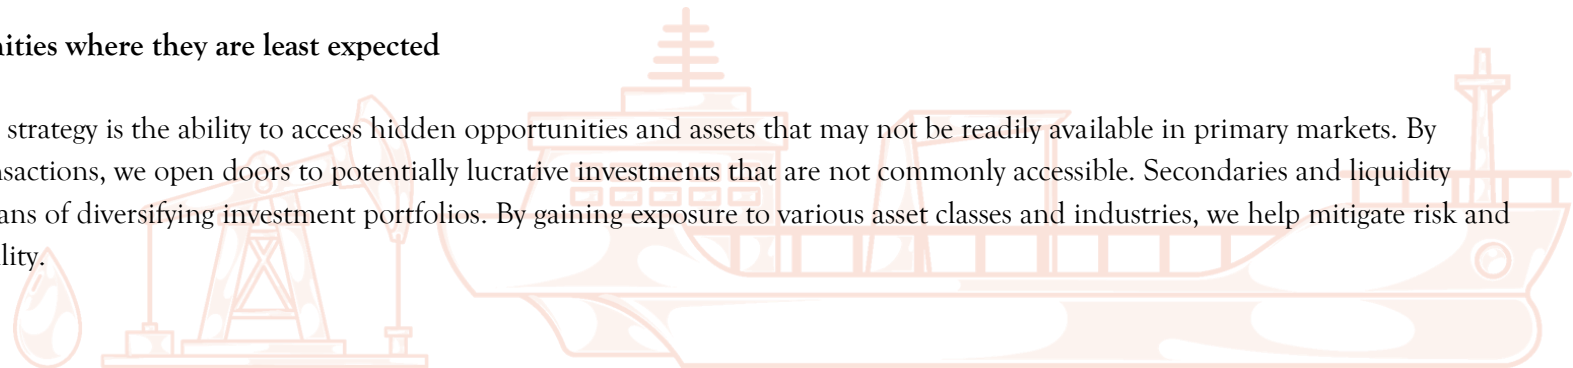 ities where they are least expected
strategy is the ability to access hidden opportunities and assets that may not be readily available in primary markets. By
nsactions, we open doors to potentially lucrative investments that are not commonly accessible. Secondaries and liquidity
ans of diversifying investment portfolios. By gaining exposure to various asset classes and industries, we help mitigate risk and
lity.